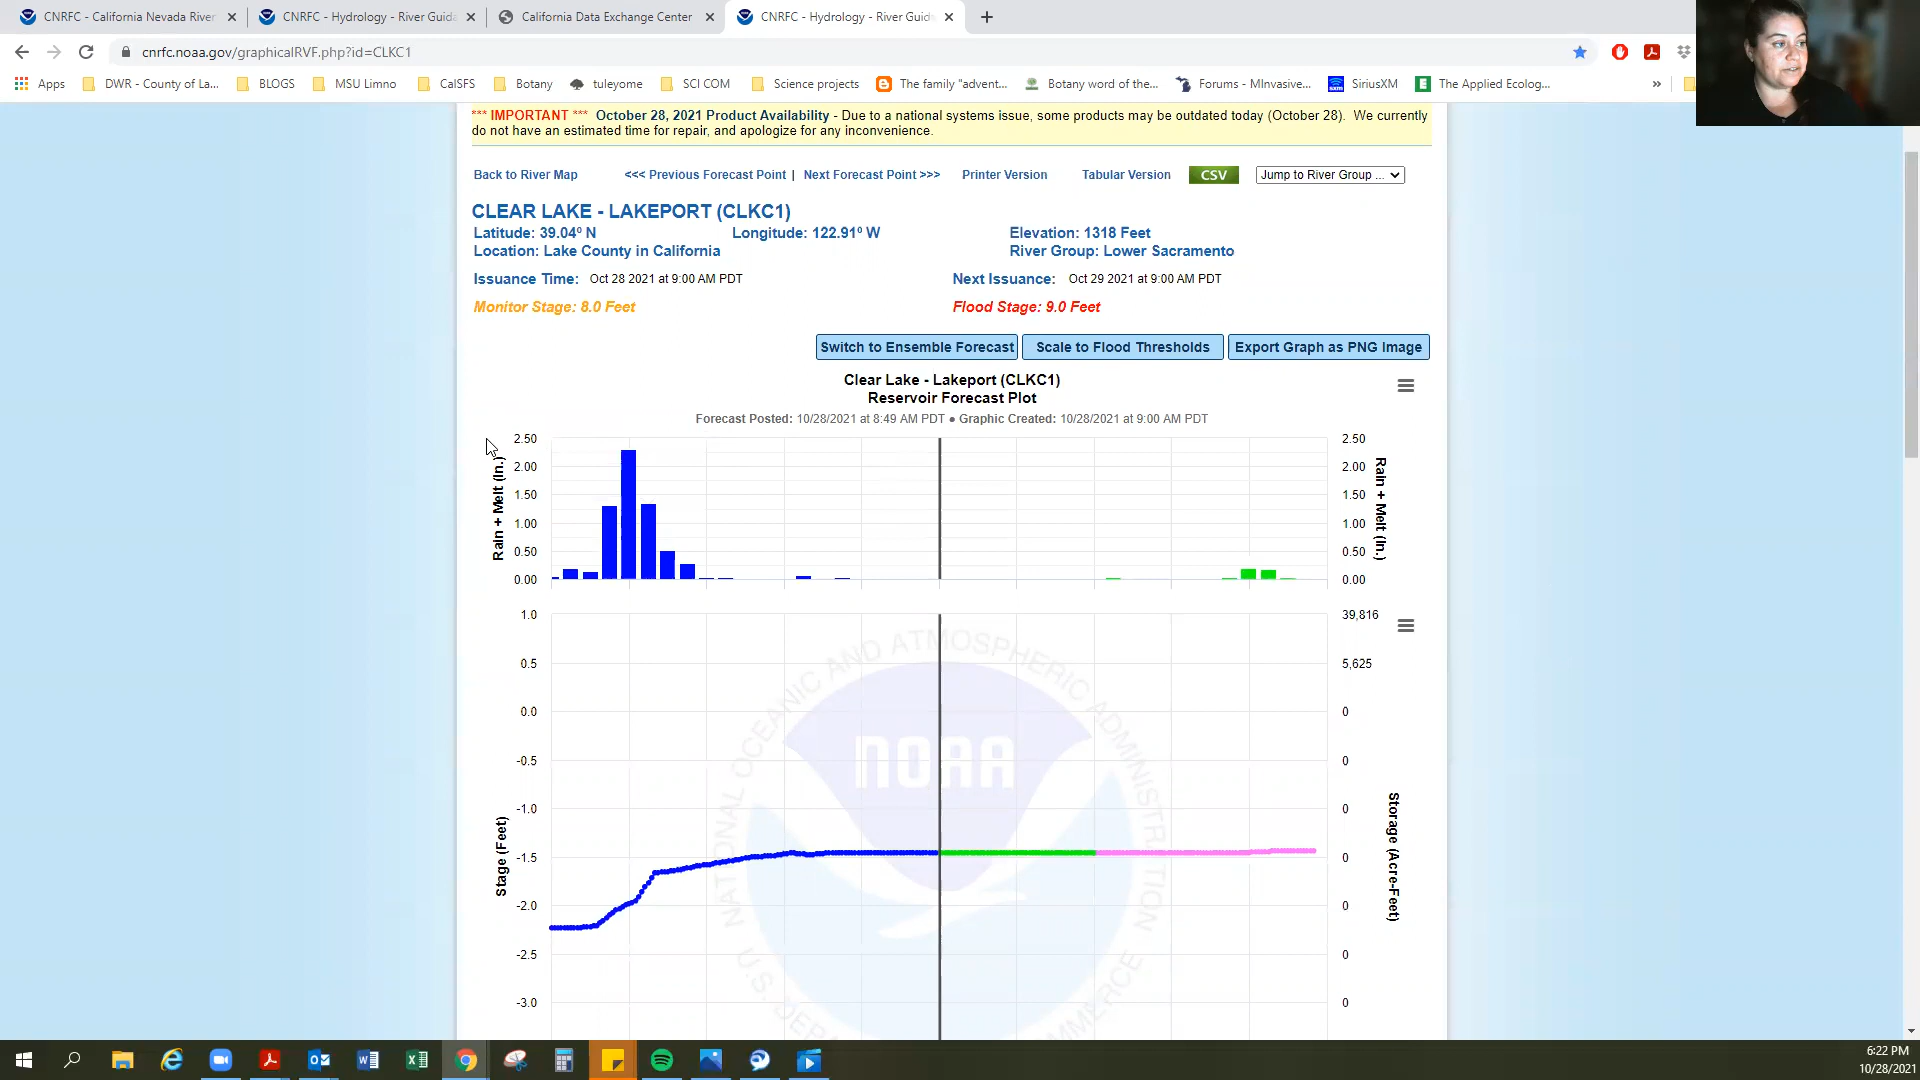 CNRFC - California Nevada River
CNRFC - Hydrology - River Guida
California Data Exchange Center
CNRFC - Hydrology - River Guid
cnrfc.noaa.gov/graphicalRVF.php?id=CLKC1
Apps
DWR - County of La...
BLOGS
MSU Limno
CalSFS
Botany
tuleyome
SCI COM
Science projects
The family "advent...
Botany word of the...
Forums - MInvasive...
SiriusXM
The Applied Ecolog...
*** IMPORTANT *** October 28, 2021 Product Availability - Due to a national systems issue, some products may be outdated today (October 28). We currently
do not have an estimated time for repair, and apologize for any inconvenience.
Back to River Map <<< Previous Forecast Point | Next Forecast Point >>> Printer Version Tabular Version CSV Jump to River Group ...
CLEAR LAKE - LAKEPORT (CLKC1)
Latitude: 39.04º N Longitude: 122.91º W Elevation: 1318 Feet
Location: Lake County in California River Group: Lower Sacramento
Issuance Time: Oct 28 2021 at 9:00 AM PDT Next Issuance: Oct 29 2021 at 9:00 AM PDT
Monitor Stage: 8.0 Feet Flood Stage: 9.0 Feet
Switch to Ensemble Forecast Scale to Flood Thresholds Export Graph as PNG Image
Clear Lake - Lakeport (CLKC1)
Reservoir Forecast Plot
Forecast Posted: 10/28/2021 at 8:49 AM PDT ● Graphic Created: 10/28/2021 at 9:00 AM PDT
Rain + Melt (In.)
2.50
2.00
1.50
1.00
0.50
0.00
2.50
2.00
1.50
1.00
0.50
0.00
Rain + Melt (In.)
Stage (Feet)
1.0
0.5
0.0
-0.5
-1.0
-1.5
-2.0
-2.5
-3.0
39,816
5,625
0
0
0
0
0
0
0
Storage (Acre-Feet)
NATIONAL OCEANIC AND ATMOSPHERIC ADMINISTRATION
NOAA
6:22 PM
10/28/2021